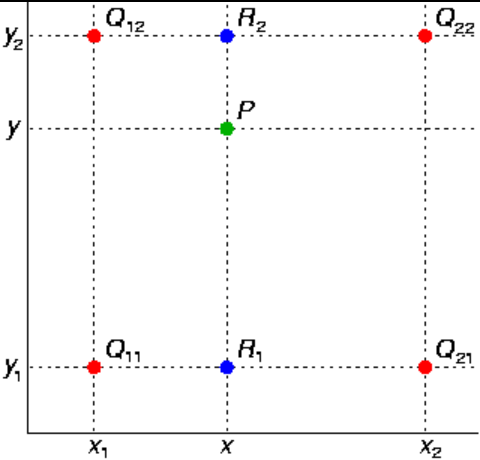 y₂ Q₁₂ R₂ Q₂₂
y P
y₁ Q₁₁ R₁ Q₂₁
x₁ x x₂